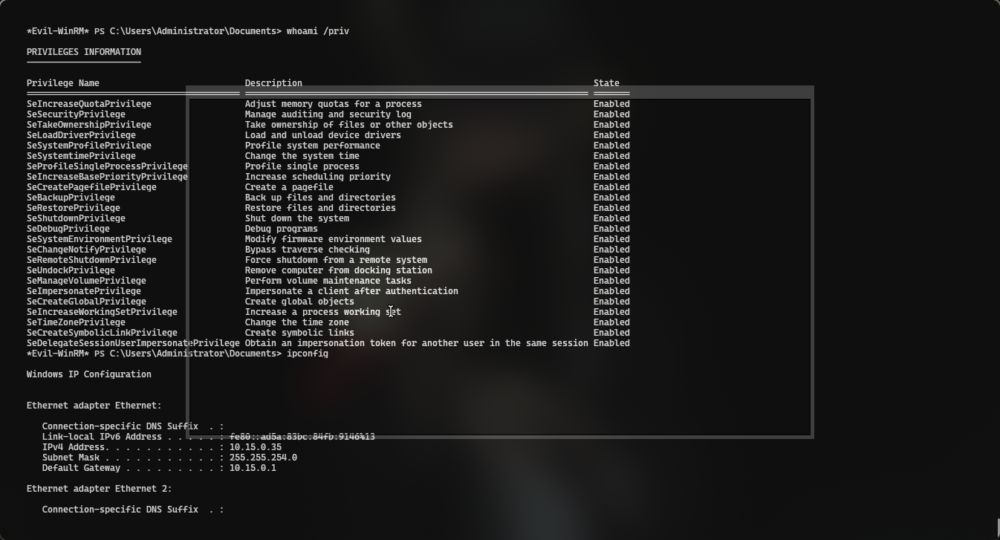 *Evil-WinRM* PS C:\Users\Administrator\Documents> whoami /priv
PRIVILEGES INFORMATION
Privilege Name Description State
SeIncreaseQuotaPrivilege Adjust memory quotas for a process Enabled
SeSecurityPrivilege Manage auditing and security log Enabled
SeTakeOwnershipPrivilege Take ownership of files or other objects Enabled
SeLoadDriverPrivilege Load and unload device drivers Enabled
SeSystemProfilePrivilege Profile system performance Enabled
SeSystemtimePrivilege Change the system time Enabled
SeProfileSingleProcessPrivilege Profile single process Enabled
SeIncreaseBasePriorityPrivilege Increase scheduling priority Enabled
SeCreatePagefilePrivilege Create a pagefile Enabled
SeBackupPrivilege Back up files and directories Enabled
SeRestorePrivilege Restore files and directories Enabled
SeShutdownPrivilege Shut down the system Enabled
SeDebugPrivilege Debug programs Enabled
SeSystemEnvironmentPrivilege Modify firmware environment values Enabled
SeChangeNotifyPrivilege Bypass traverse checking Enabled
SeRemoteShutdownPrivilege Force shutdown from a remote system Enabled
SeUndockPrivilege Remove computer from docking station Enabled
SeManageVolumePrivilege Perform volume maintenance tasks Enabled
SeImpersonatePrivilege Impersonate a client after authentication Enabled
SeCreateGlobalPrivilege Create global objects Enabled
SeIncreaseWorkingSetPrivilege Increase a process working set Enabled
SeTimeZonePrivilege Change the time zone Enabled
SeCreateSymbolicLinkPrivilege Create symbolic links Enabled
SeDelegateSessionUserImpersonatePrivilege Obtain an impersonation token for another user in the same session Enabled
*Evil-WinRM* PS C:\Users\Administrator\Documents> ipconfig
Windows IP Configuration
Ethernet adapter Ethernet:
Connection-specific DNS Suffix . :
Link-local IPv6 Address . . . . . : fe80::ad5a:83bc:84fb:9146%13
IPv4 Address. . . . . . . . . . . : 10.15.0.35
Subnet Mask . . . . . . . . . . . : 255.255.254.0
Default Gateway . . . . . . . . . : 10.15.0.1
Ethernet adapter Ethernet 2:
Connection-specific DNS Suffix . :